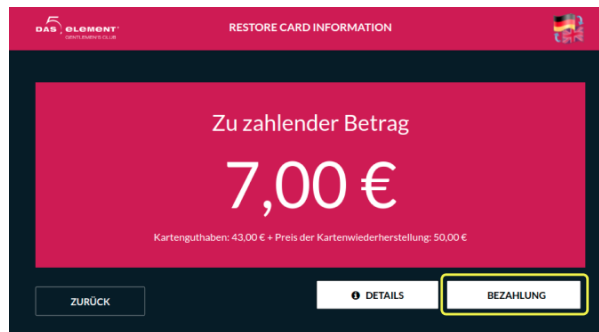 DAS 5 ELEMENT
GENTLEMEN'S CLUB
RESTORE CARD INFORMATION
Zu zahlender Betrag
7,00 €
Kartenguthaben: 43,00 € + Preis der Kartenwiederherstellung: 50,00 €
ZURÜCK
DETAILS
BEZAHLUNG